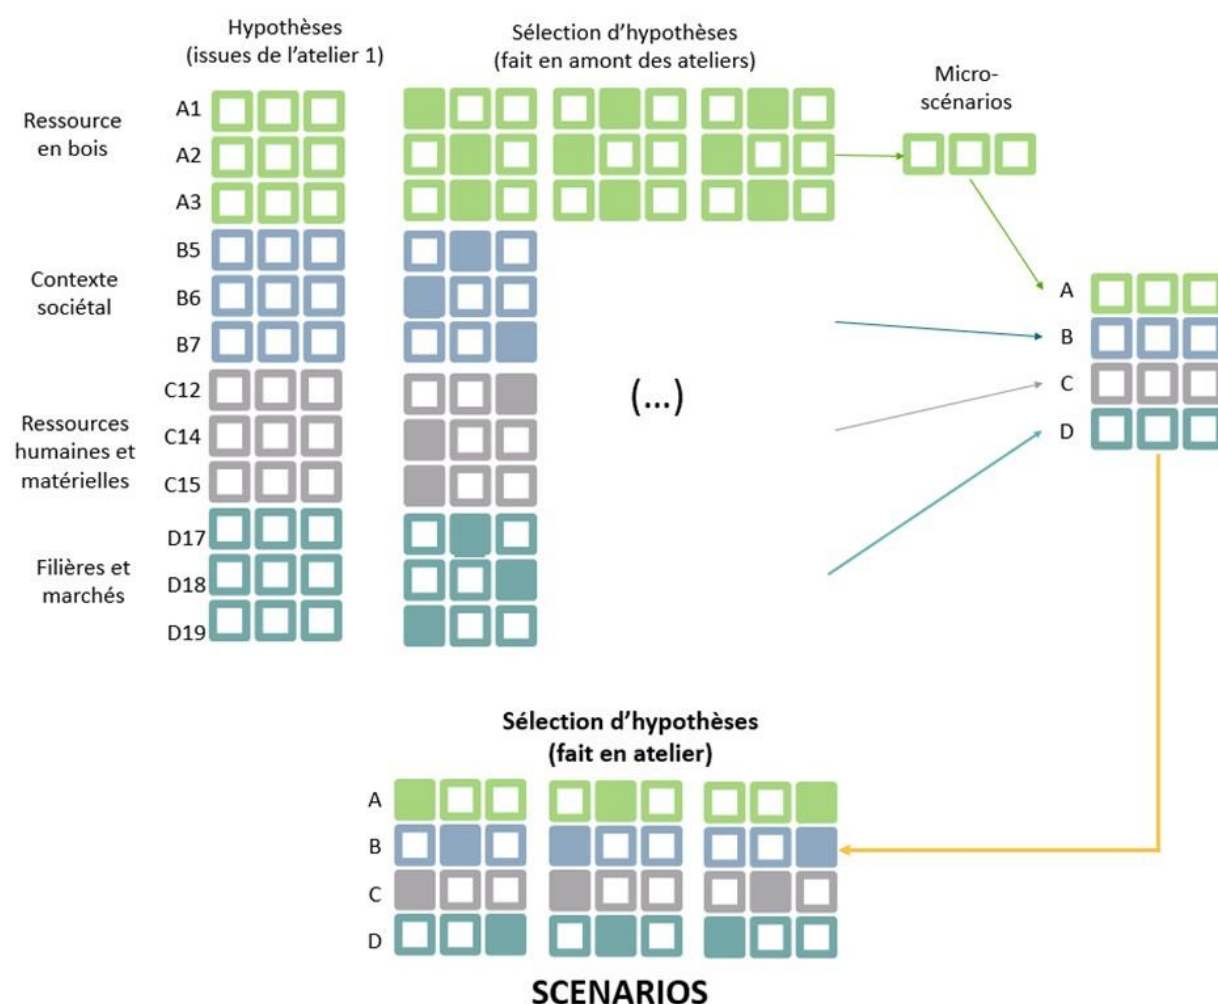 Hypothèses
(issues de l’atelier 1)
Sélection d’hypothèses
(fait en amont des ateliers)
Micro-
scénarios
Ressource
en bois
A1
A2
A3
Contexte
sociétal
B5
B6
B7
Ressources
humaines et
matérielles
C12
C14
C15
Filières et
marchés
D17
D18
D19
(...)
A
B
C
D
Sélection d’hypothèses
(fait en atelier)
A
B
C
D
SCENARIOS